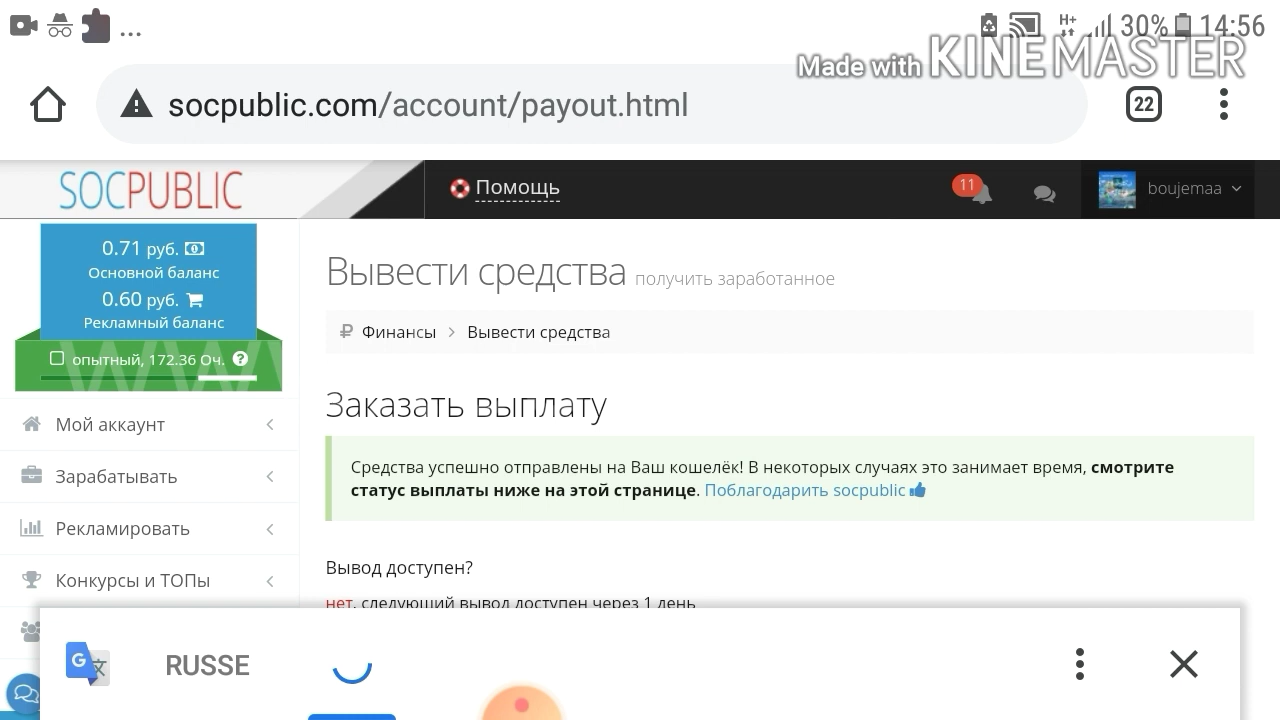 ...
H+ 30% 14:56
Made with KINEMASTER
socpublic.com/account/payout.html
22
SOCPUBLIC
Помощь
11
boujemaa
0.71 руб.
Основной баланс
0.60 руб.
Рекламный баланс
опытный, 172.36 Оч.
Вывести средства получить заработанное
Финансы > Вывести средства
Мой аккаунт
Зарабатывать
Рекламировать
Конкурсы и ТОПы
Заказать выплату
Средства успешно отправлены на Ваш кошелёк! В некоторых случаях это занимает время, смотрите
статус выплаты ниже на этой странице. Поблагодарить socpublic
Вывод доступен?
нет, следующий вывод доступен через 1 день
RUSSE